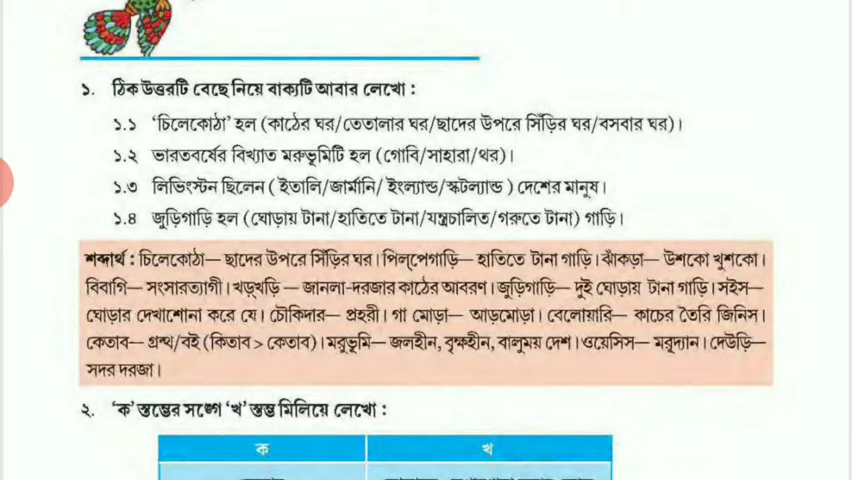 ১. ঠিক উত্তরটি বেছে নিয়ে বাক্যটি আবার লেখো :
১.১ ‘চিলেকোঠা’ হল (কাঠের ঘর/তেতালার ঘর/ছাদের উপরে সিঁড়ির ঘর/বসবার ঘর)।
১.২ ভারতবর্ষের বিখ্যাত মরুভূমিটি হল (গোবি/সাহারা/থর)।
১.৩ লিভিংস্টন ছিলেন ( ইতালি/জার্মানি/ ইংল্যান্ড/স্কটল্যান্ড ) দেশের মানুষ।
১.৪ জুড়িগাড়ি হল (ঘোড়ায় টানা/হাতিতে টানা/যন্ত্রচালিত/গরুতে টানা) গাড়ি।
শব্দার্থ : চিলেকোঠা— ছাদের উপরে সিঁড়ির ঘর। পিল্‌পেগাড়ি— হাতিতে টানা গাড়ি। ঝাঁকড়া— উশকো খুশকো।
বিবাগি— সংসারত্যাগী। খড়্‌খড়ি — জানলা-দরজার কাঠের আবরণ। জুড়িগাড়ি— দুই ঘোড়ায় টানা গাড়ি। সইস—
ঘোড়ার দেখাশোনা করে যে। চৌকিদার— প্রহরী। গা মোড়া— আড়মোড়া। বেলোয়ারি— কাচের তৈরি জিনিস।
কেতাব— গ্রন্থ/বই (কিতাব > কেতাব)। মরুভূমি— জলহীন, বৃক্ষহীন, বালুময় দেশ। ওয়েসিস— মরূদ্যান। দেউড়ি—
সদর দরজা।
২. ‘ক’ স্তম্ভের সঙ্গে ‘খ’ স্তম্ভ মিলিয়ে লেখো :
ক খ